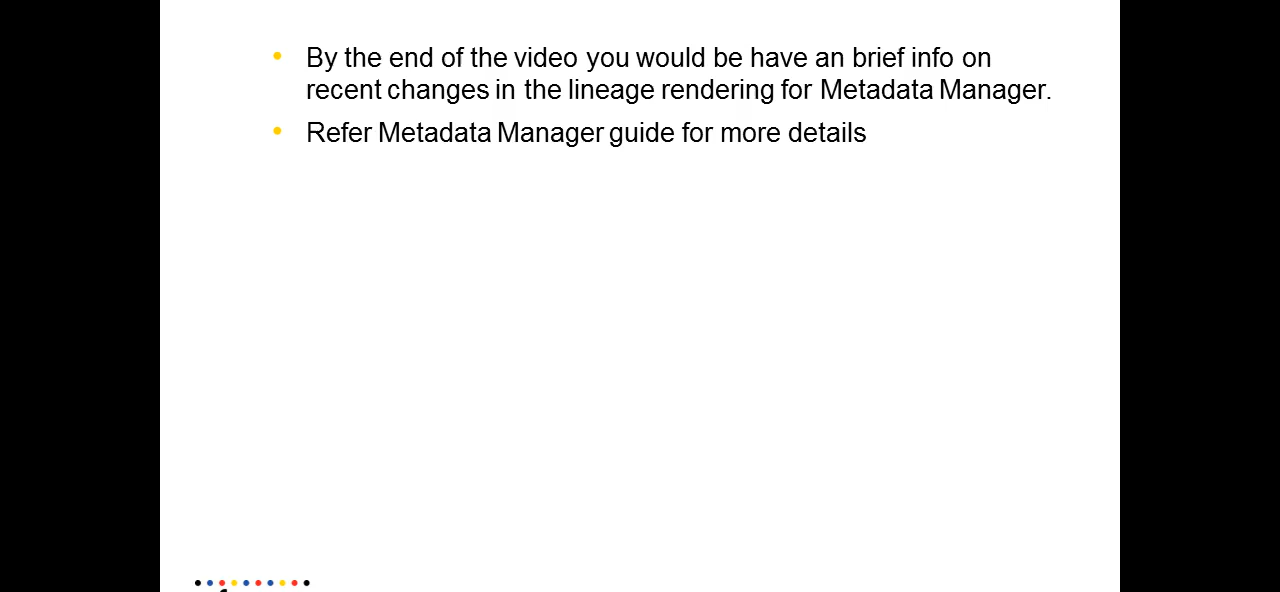 • By the end of the video you would be have an brief info on
recent changes in the lineage rendering for Metadata Manager.
• Refer Metadata Manager guide for more details